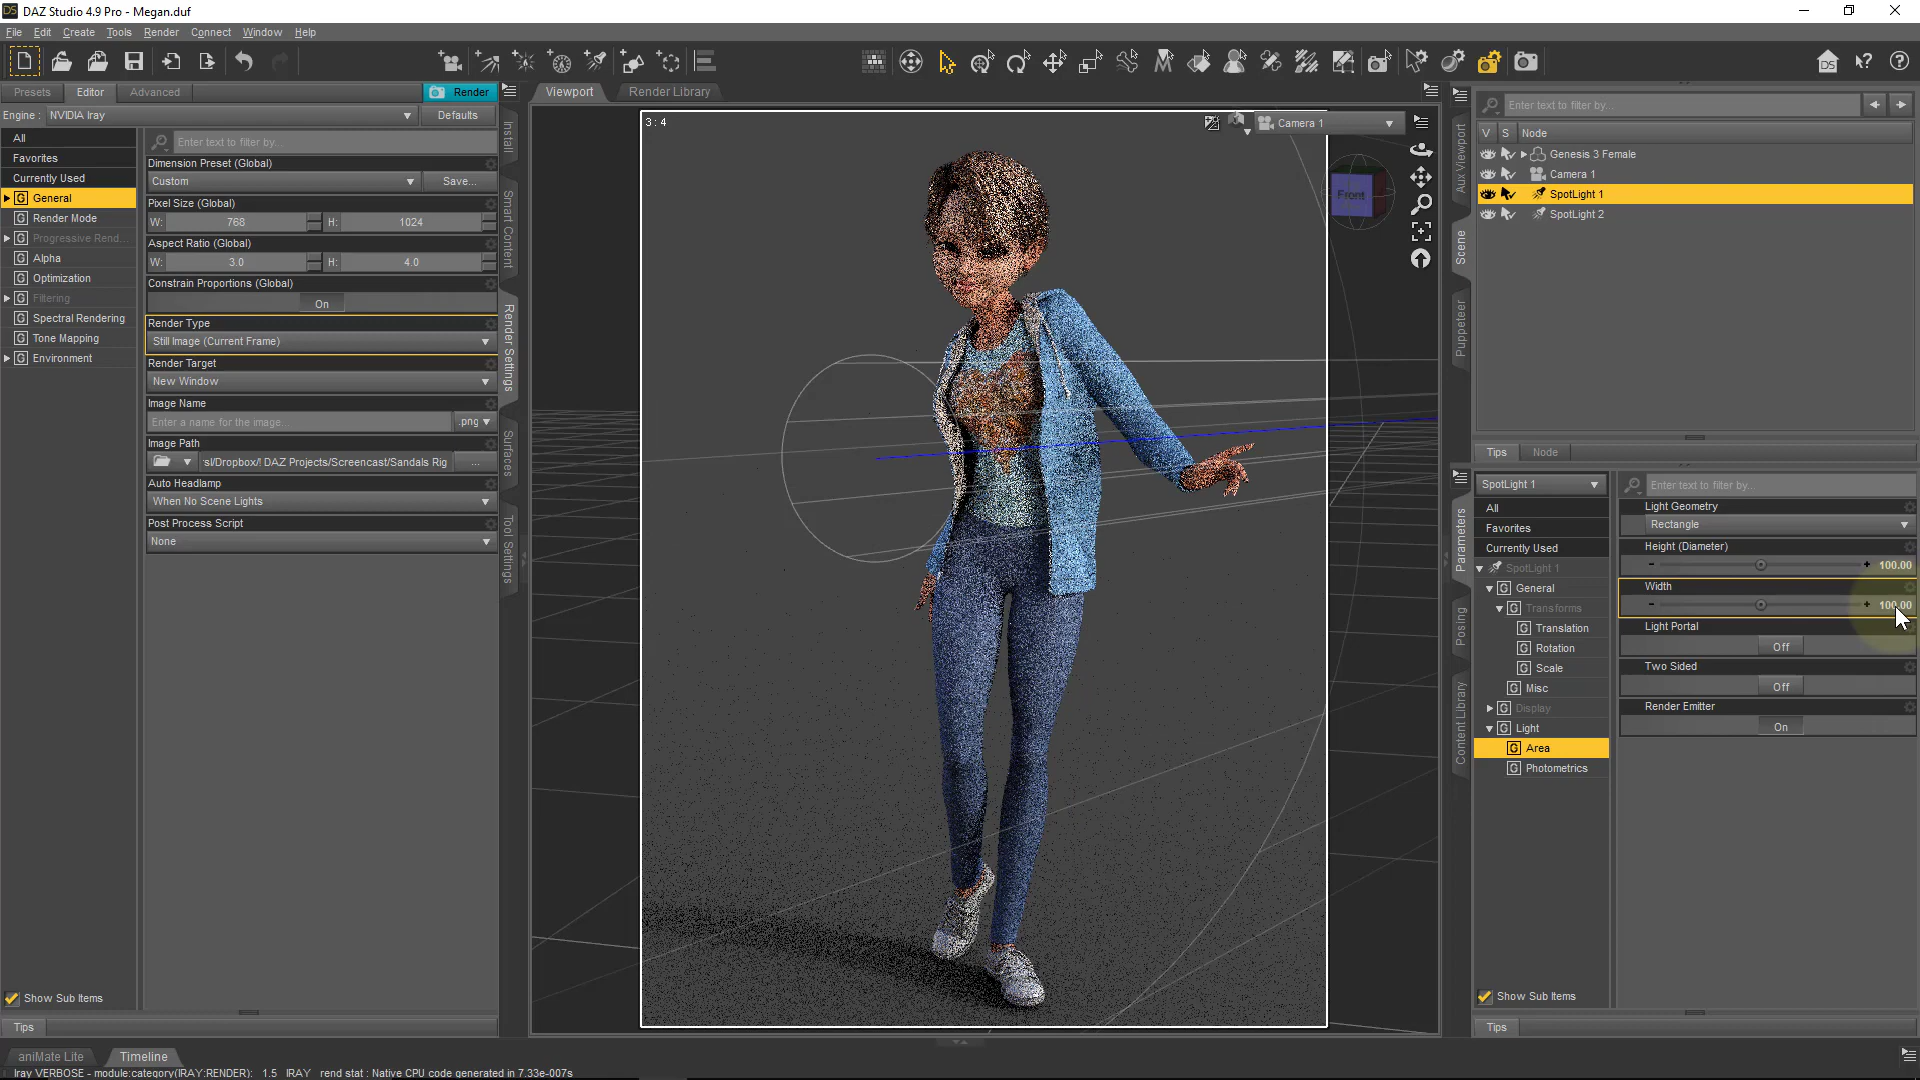 DAZ Studio 4.9 Pro - Megan.duf
File Edit Create Tools Render Connect Window Help
Presets Editor Advanced Render
Engine : NVIDIA Iray Defaults
All
Favorites
Currently Used
General
Render Mode
Progressive Rend...
Alpha
Optimization
Filtering
Spectral Rendering
Tone Mapping
Environment
Show Sub Items
Tips
Enter text to filter by...
Dimension Preset (Global)
Custom Save...
Pixel Size (Global)
W: 768 H: 1024
Aspect Ratio (Global)
W: 3.0 H: 4.0
Constrain Proportions (Global)
On
Render Type
Still Image (Current Frame)
Render Target
New Window
Image Name
Enter a name for the image... .png
Image Path
sl/Dropbox/! DAZ Projects/Screencast/Sandals Rig ...
Auto Headlamp
When No Scene Lights
Post Process Script
None
Install
Smart Content
Render Settings
Surfaces
Tool Settings
Viewport Render Library
3 : 4
Camera 1
Front
Aux Viewport
Scene
Puppeteer
Enter text to filter by...
V S Node
Genesis 3 Female
Camera 1
SpotLight 1
SpotLight 2
Tips Node
Parameters
Posing
Content Library
SpotLight 1
All
Favorites
Currently Used
SpotLight 1
General
Transforms
Translation
Rotation
Scale
Misc
Display
Light
Area
Photometrics
Show Sub Items
Tips
Enter text to filter by...
Light Geometry
Rectangle
Height (Diameter)
100.00
Width
100.00
Light Portal
Off
Two Sided
Off
Render Emitter
On
aniMate Lite Timeline
Iray VERBOSE - module:category(IRAY:RENDER): 1.5 IRAY rend stat : Native CPU code generated in 7.33e-007s